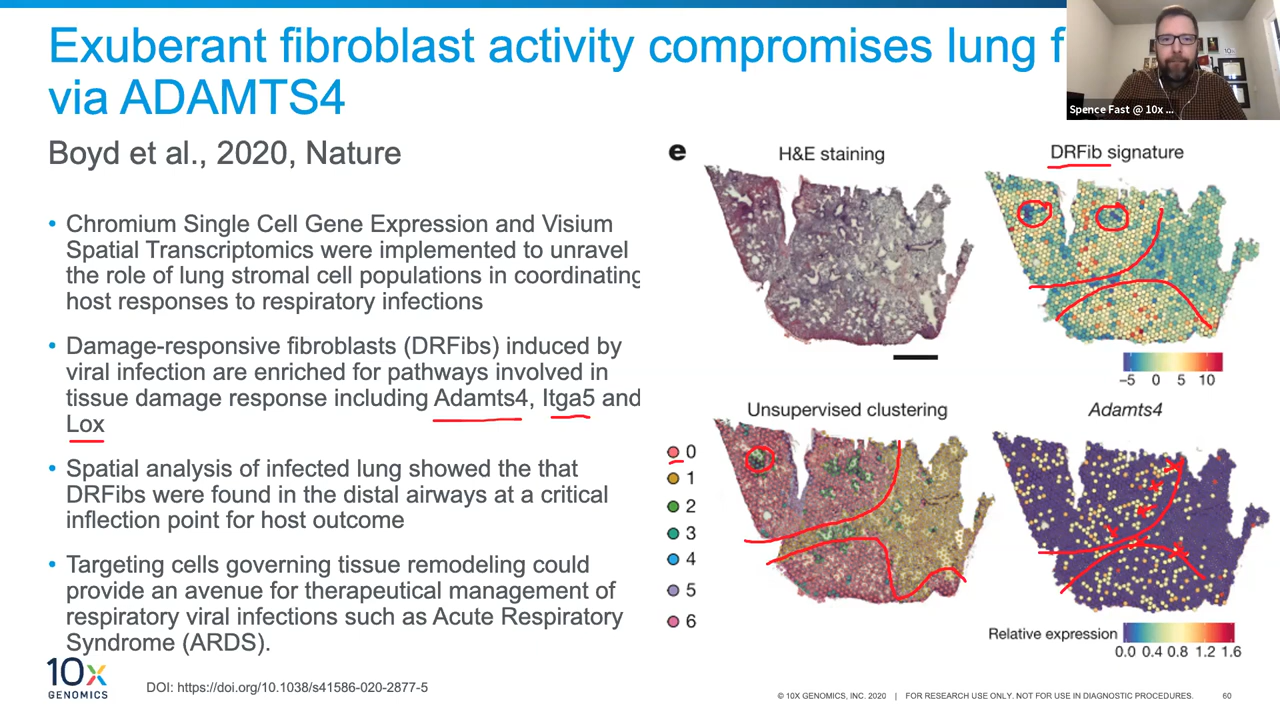 Exuberant fibroblast activity compromises lung f
via ADAMTS4
Spence Fast @ 10x ...
Boyd et al., 2020, Nature
• Chromium Single Cell Gene Expression and Visium
Spatial Transcriptomics were implemented to unravel
the role of lung stromal cell populations in coordinating
host responses to respiratory infections
• Damage-responsive fibroblasts (DRFibs) induced by
viral infection are enriched for pathways involved in
tissue damage response including Adamts4, Itga5 and
Lox
• Spatial analysis of infected lung showed the that
DRFibs were found in the distal airways at a critical
inflection point for host outcome
• Targeting cells governing tissue remodeling could
provide an avenue for therapeutical management of
respiratory viral infections such as Acute Respiratory
Syndrome (ARDS).
e
H&E staining
DRFib signature
−5 0 5 10
Unsupervised clustering
0
1
2
3
4
5
6
Adamts4
Relative expression
0.0 0.4 0.8 1.2 1.6
10x
GENOMICS
DOI: https://doi.org/10.1038/s41586-020-2877-5
© 10X GENOMICS, INC. 2020 | FOR RESEARCH USE ONLY. NOT FOR USE IN DIAGNOSTIC PROCEDURES. 60